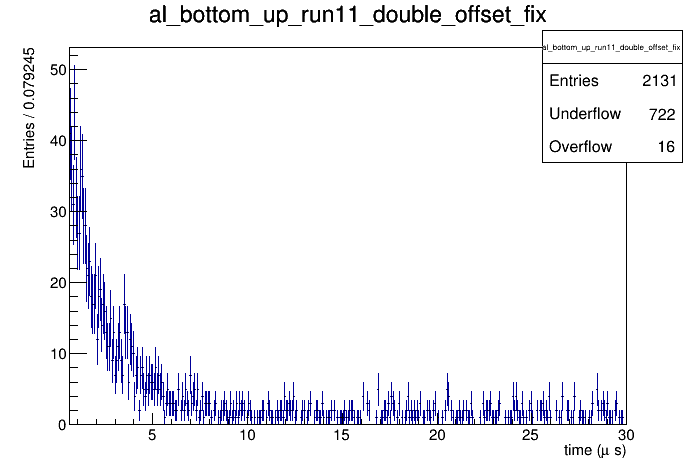 al_bottom_up_run11_double_offset_fix
al_bottom_up_run11_double_offset_fix
Entries 2131
Underflow 722
Overflow 16
Entries / 0.079245
50
40
30
20
10
0
5 10 15 20 25 30
time (μ s)